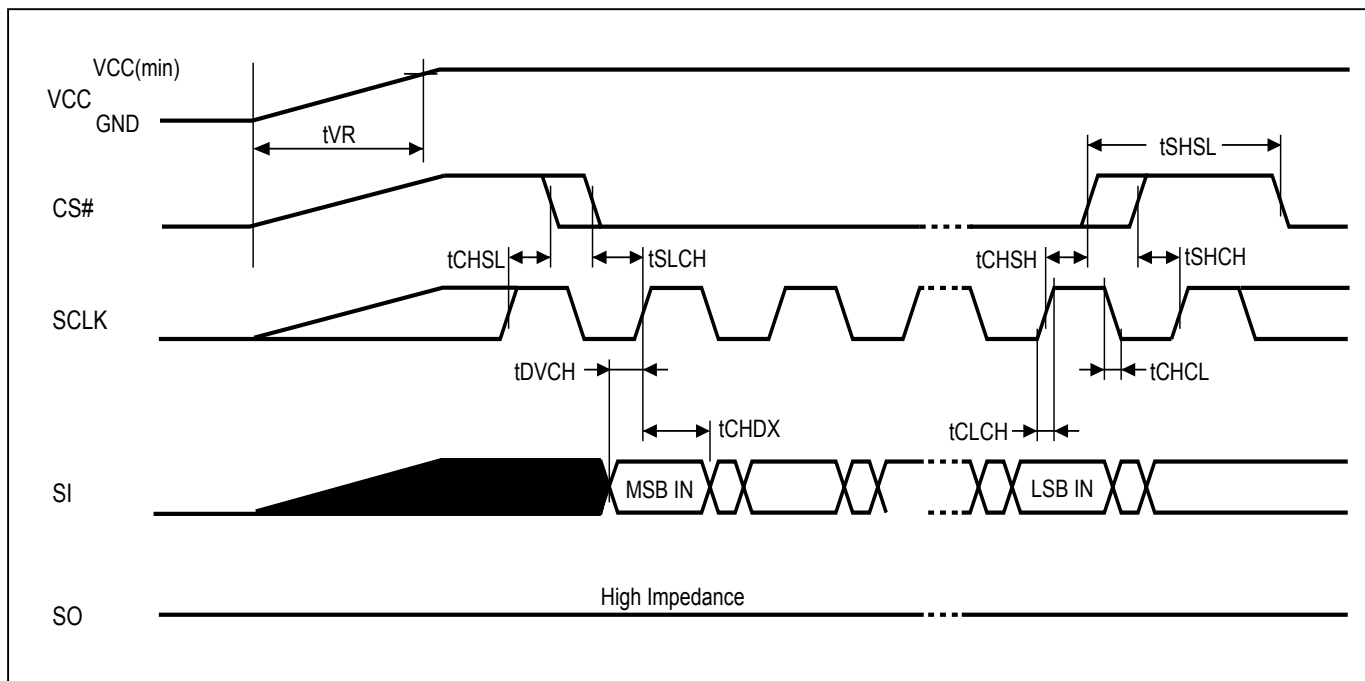 VCC(min)
VCC
GND
tVR
tSHSL
CS#
tCHSL
tSLCH
tCHSH
tSHCH
SCLK
tDVCH
tCHCL
tCHDX
tCLCH
SI
MSB IN
LSB IN
High Impedance
SO